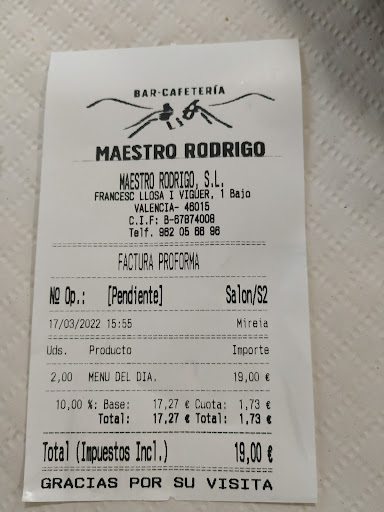 BAR-CAFETERÍA
MAESTRO RODRIGO
MAESTRO RODRIGO, S.L.
FRANCESC LLOSA I VIGUER, 1 Bajo
VALENCIA- 46015
C.I.F: B-67874008
Telf. 962 05 66 96
FACTURA PROFORMA
Nº Op.: [Pendiente] Salon/S2
17/03/2022 15:55 Mireia
Uds. Producto Importe
2,00 MENU DEL DIA. 19,00 €
10,00 %: Base: 17,27 € Cuota: 1,73 €
Total: 17,27 € Total: 1,73 €
Total (Impuestos Incl.) 19,00 €
GRACIAS POR SU VISITA